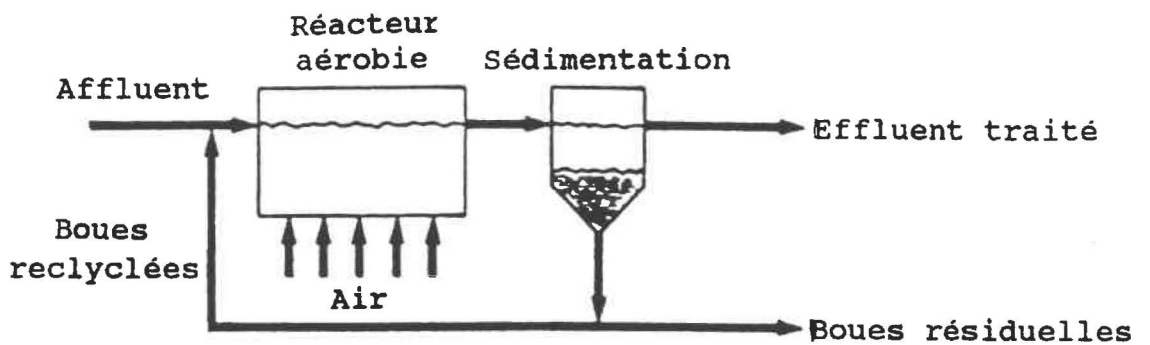 Réacteur
aérobie
Sédimentation
Affluent
Effluent traité
Boues
reclyclées
Air
Boues résiduelles